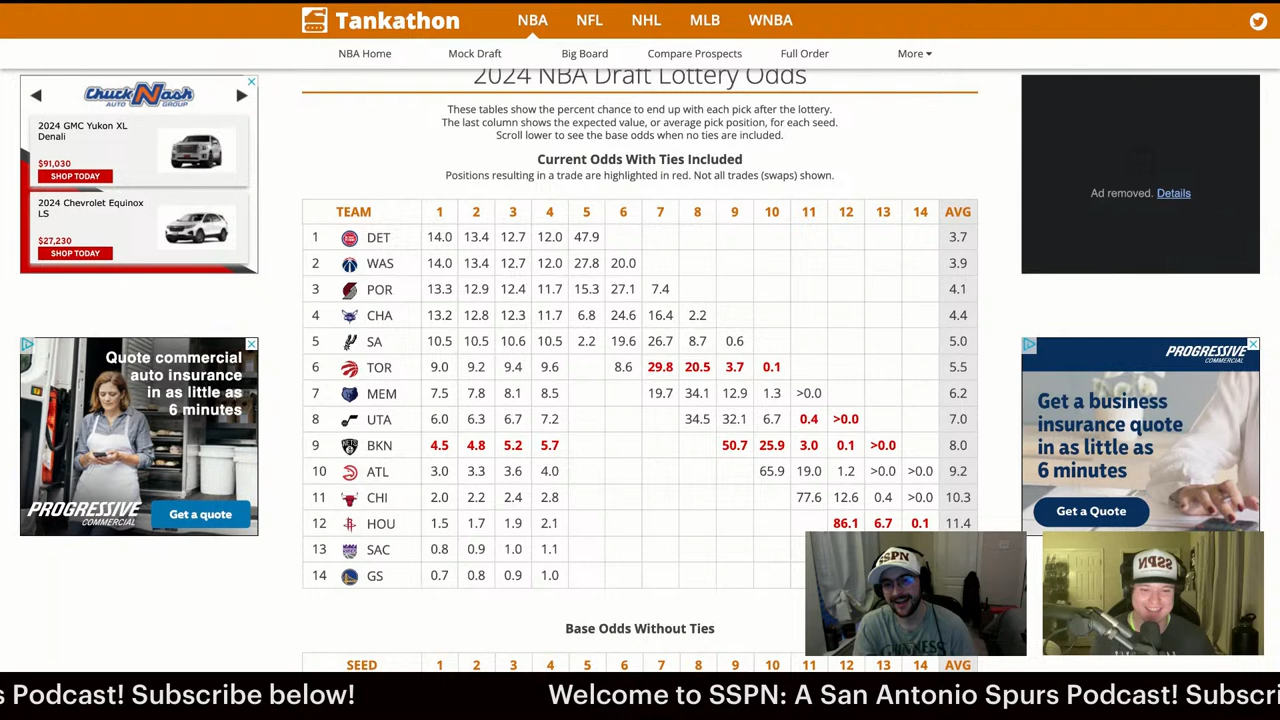 Tankathon
NBA NFL NHL MLB WNBA
NBA Home Mock Draft Big Board Compare Prospects Full Order More
2024 NBA Draft Lottery Odds
These tables show the percent chance to end up with each pick after the lottery.
The last column shows the expected value, or average pick position, for each seed.
Scroll lower to see the base odds when no ties are included.
Current Odds With Ties Included
Positions resulting in a trade are highlighted in red. Not all trades (swaps) shown.
TEAM 1 2 3 4 5 6 7 8 9 10 11 12 13 14 AVG
1 DET 14.0 13.4 12.7 12.0 47.9 3.7
2 WAS 14.0 13.4 12.7 12.0 27.8 20.0 3.9
3 POR 13.3 12.9 12.4 11.7 15.3 27.1 7.4 4.1
4 CHA 13.2 12.8 12.3 11.7 6.8 24.6 16.4 2.2 4.4
5 SA 10.5 10.5 10.6 10.5 2.2 19.6 26.7 8.7 0.6 5.0
6 TOR 9.0 9.2 9.4 9.6 8.6 29.8 20.5 3.7 0.1 5.5
7 MEM 7.5 7.8 8.1 8.5 19.7 34.1 12.9 1.3 >0.0 6.2
8 UTA 6.0 6.3 6.7 7.2 34.5 32.1 6.7 0.4 >0.0 7.0
9 BKN 4.5 4.8 5.2 5.7 50.7 25.9 3.0 0.1 >0.0 8.0
10 ATL 3.0 3.3 3.6 4.0 65.9 19.0 1.2 >0.0 >0.0 9.2
11 CHI 2.0 2.2 2.4 2.8 77.6 12.6 0.4 >0.0 10.3
12 HOU 1.5 1.7 1.9 2.1 86.1 6.7 0.1 11.4
13 SAC 0.8 0.9 1.0 1.1
14 GS 0.7 0.8 0.9 1.0
Base Odds Without Ties
SEED 1 2 3 4 5 6 7 8 9 10 11 12 13 14 AVG
Chuck Nash
AUTO GROUP
2024 GMC Yukon XL
Denali
$91,030
SHOP TODAY
2024 Chevrolet Equinox
LS
$27,230
SHOP TODAY
Quote commercial
auto insurance
in as little as
6 minutes
PROGRESSIVE
COMMERCIAL
Get a quote
Ad removed. Details
PROGRESSIVE
COMMERCIAL
Get a business
insurance quote
in as little as
6 minutes
Get a Quote
SSPN
SSPN
GUINNESS
s Podcast! Subscribe below! Welcome to SSPN: A San Antonio Spurs Podcast! Subscri